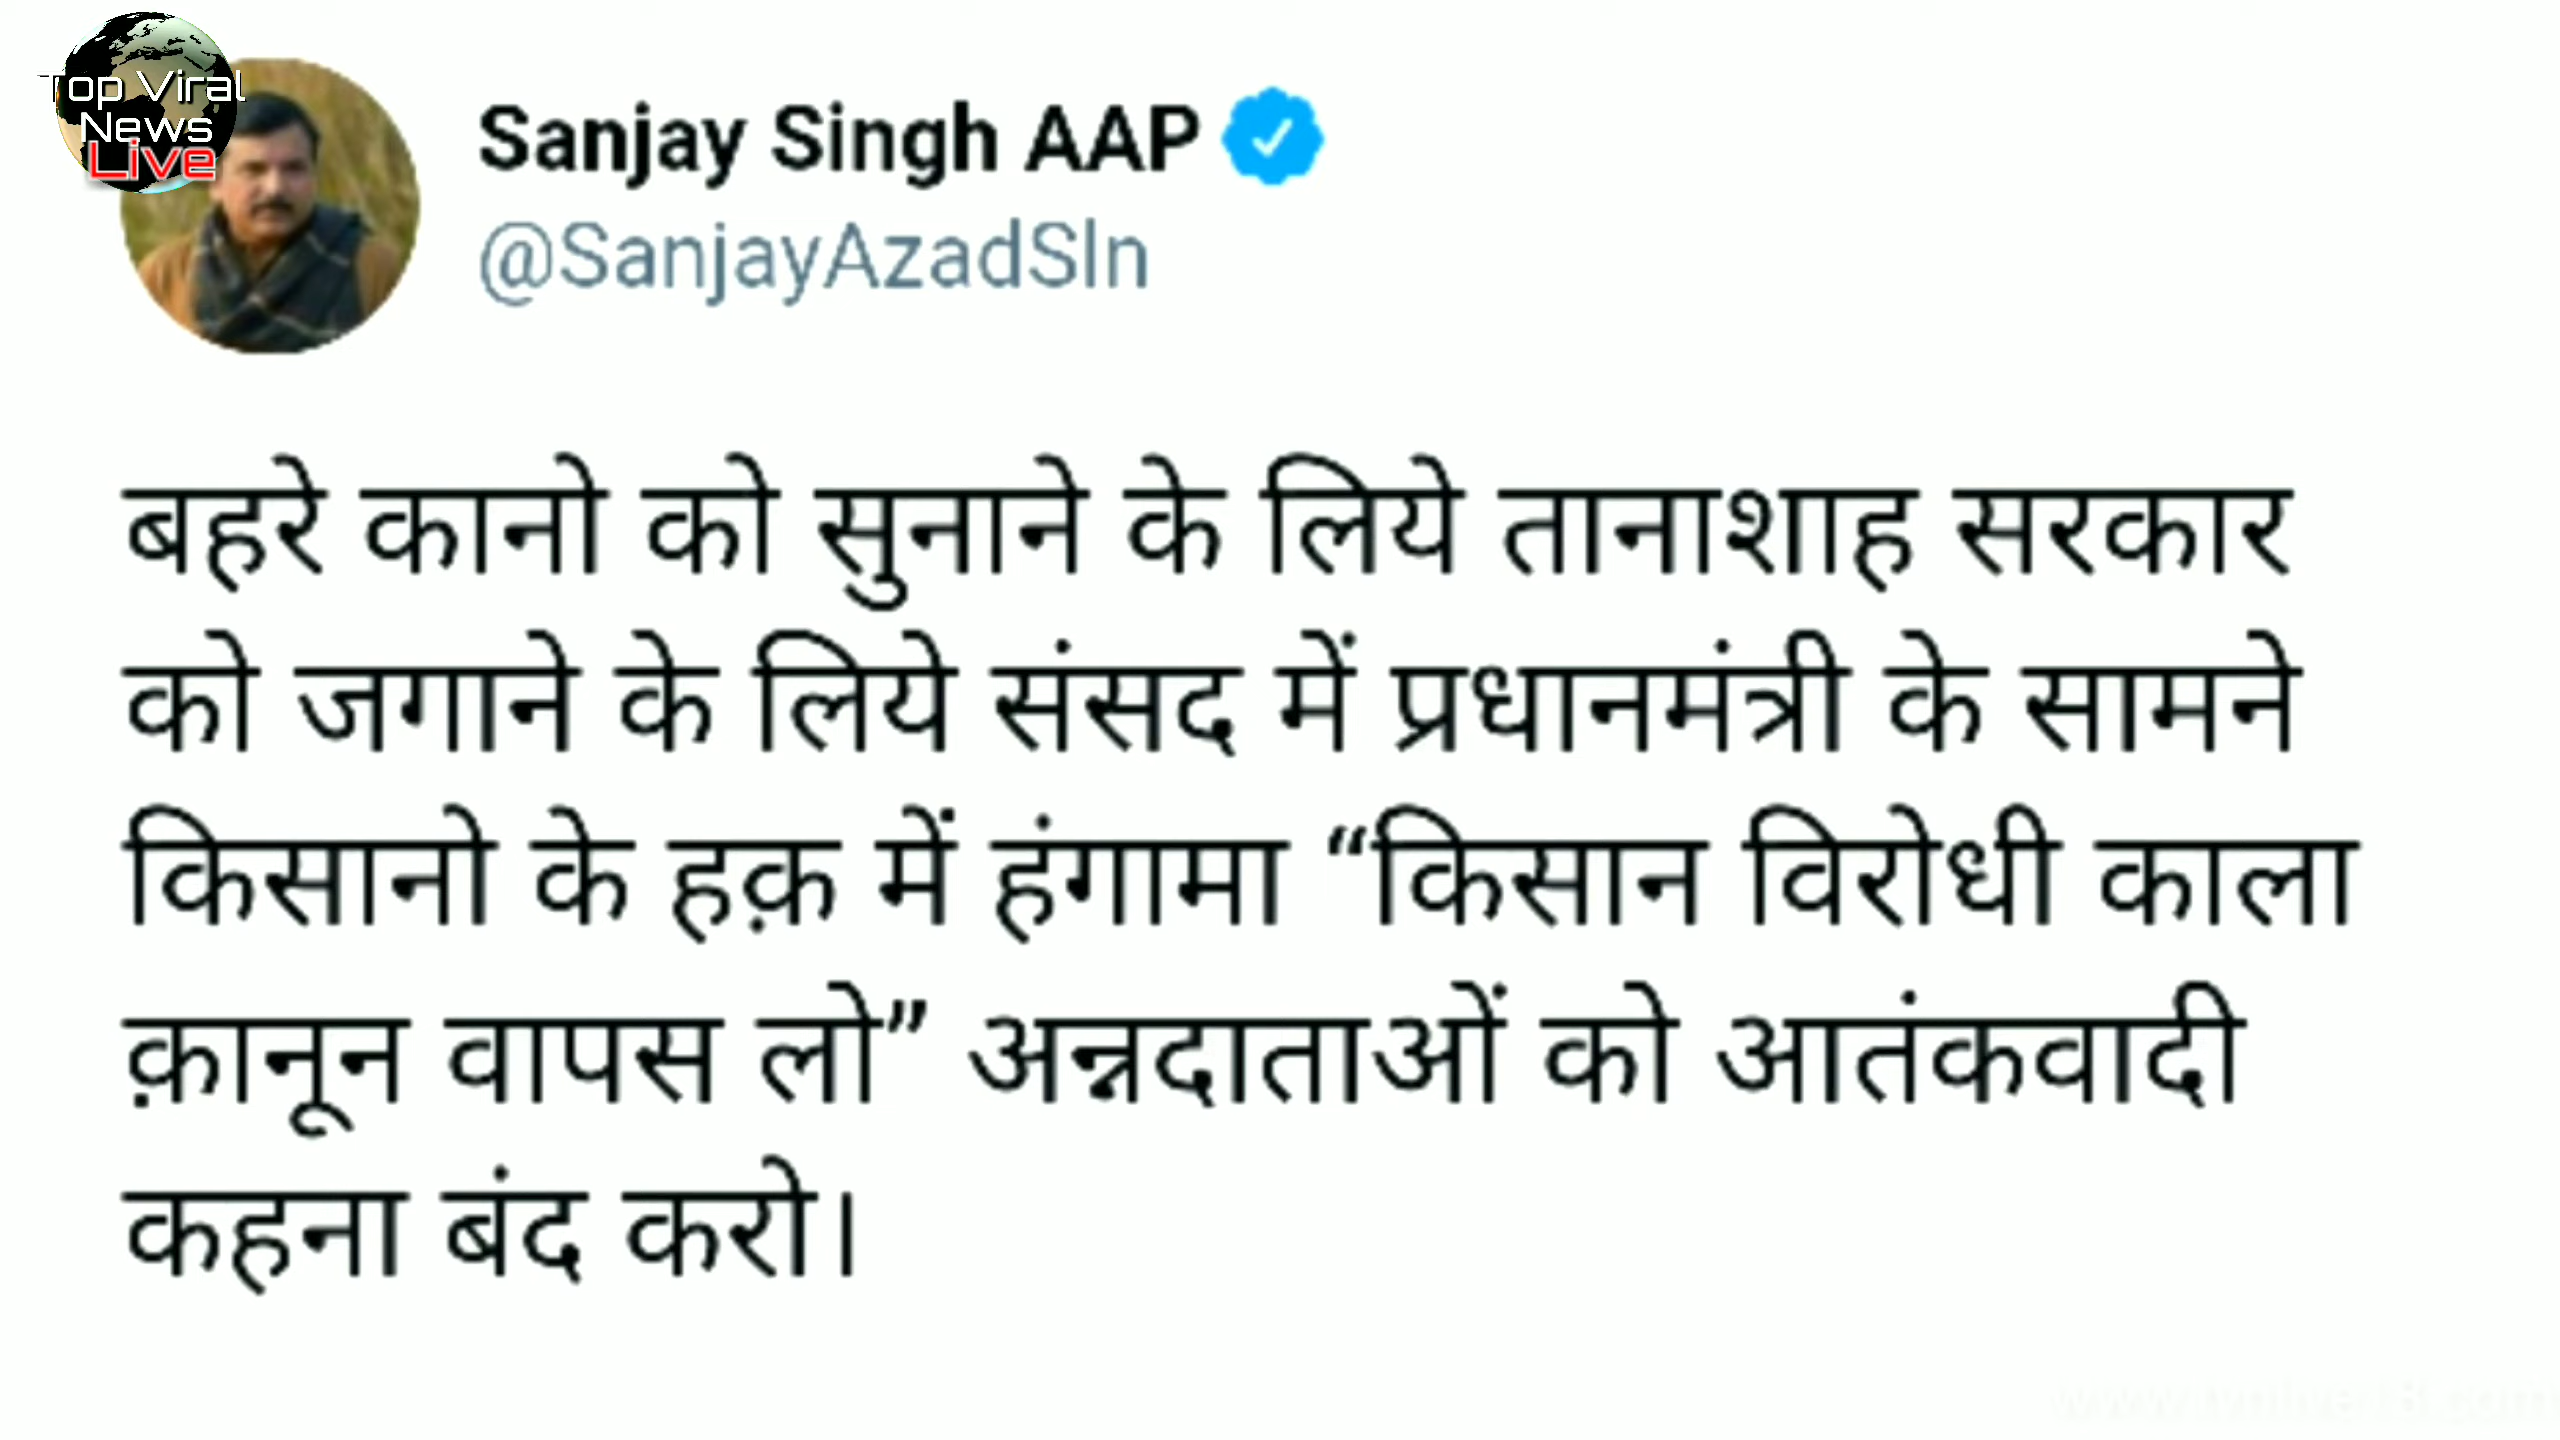 Top Viral
News
Live
Sanjay Singh AAP
@SanjayAzadSln
बहरे कानो को सुनाने के लिये तानाशाह सरकार
को जगाने के लिये संसद में प्रधानमंत्री के सामने
किसानो के हक़ में हंगामा “किसान विरोधी काला
क़ानून वापस लो” अन्नदाताओं को आतंकवादी
कहना बंद करो।